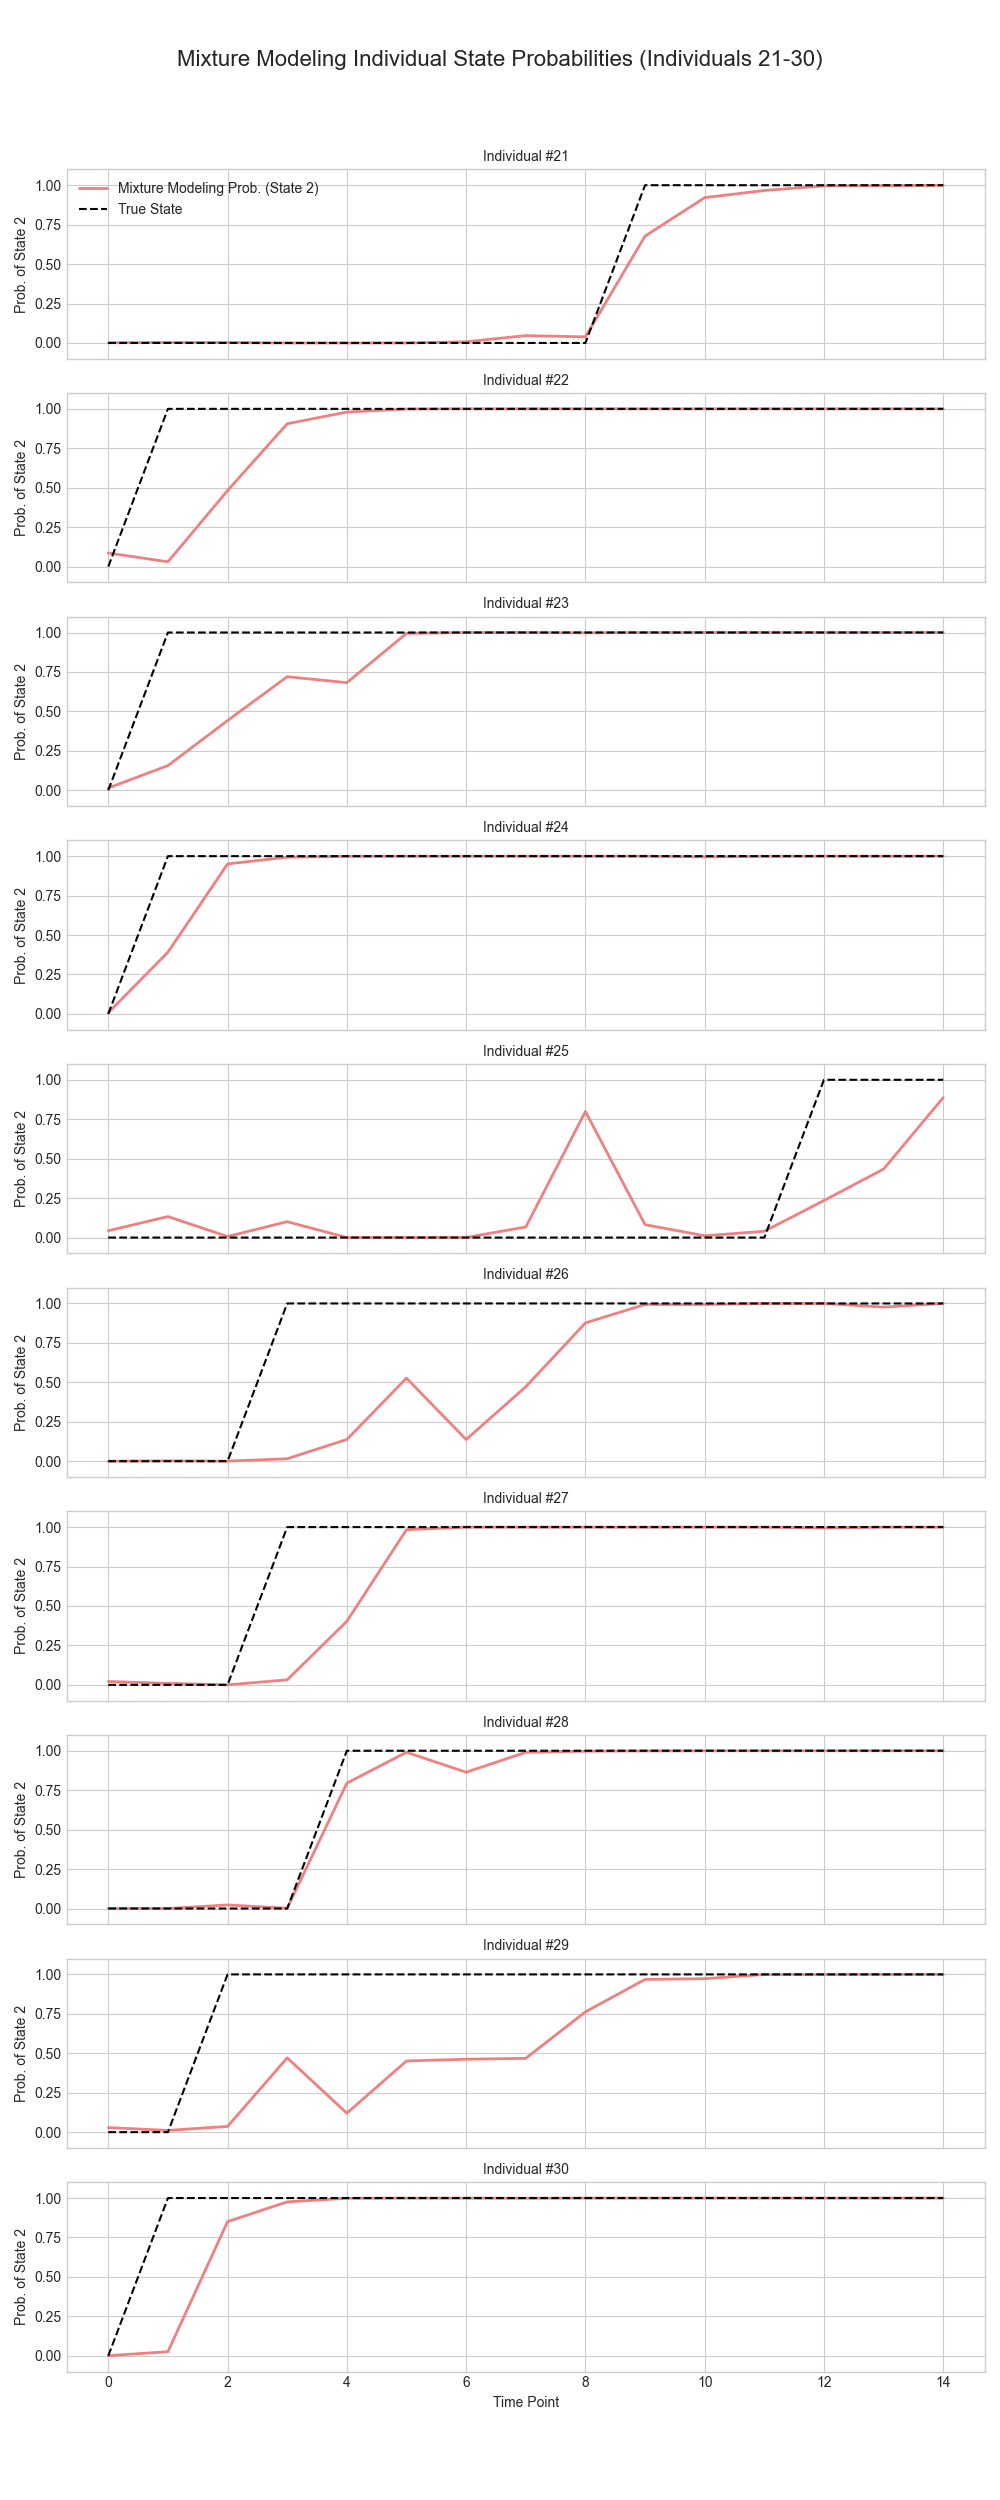 Mixture Modeling Individual State Probabilities (Individuals 21-30)
Individual #21
Mixture Modeling Prob. (State 2)
True State
1.00
0.75
0.50
0.25
0.00
Prob. of State 2
Individual #22
1.00
0.75
0.50
0.25
0.00
Prob. of State 2
Individual #23
1.00
0.75
0.50
0.25
0.00
Prob. of State 2
Individual #24
1.00
0.75
0.50
0.25
0.00
Prob. of State 2
Individual #25
1.00
0.75
0.50
0.25
0.00
Prob. of State 2
Individual #26
1.00
0.75
0.50
0.25
0.00
Prob. of State 2
Individual #27
1.00
0.75
0.50
0.25
0.00
Prob. of State 2
Individual #28
1.00
0.75
0.50
0.25
0.00
Prob. of State 2
Individual #29
1.00
0.75
0.50
0.25
0.00
Prob. of State 2
Individual #30
1.00
0.75
0.50
0.25
0.00
Prob. of State 2
0 2 4 6 8 10 12 14
Time Point